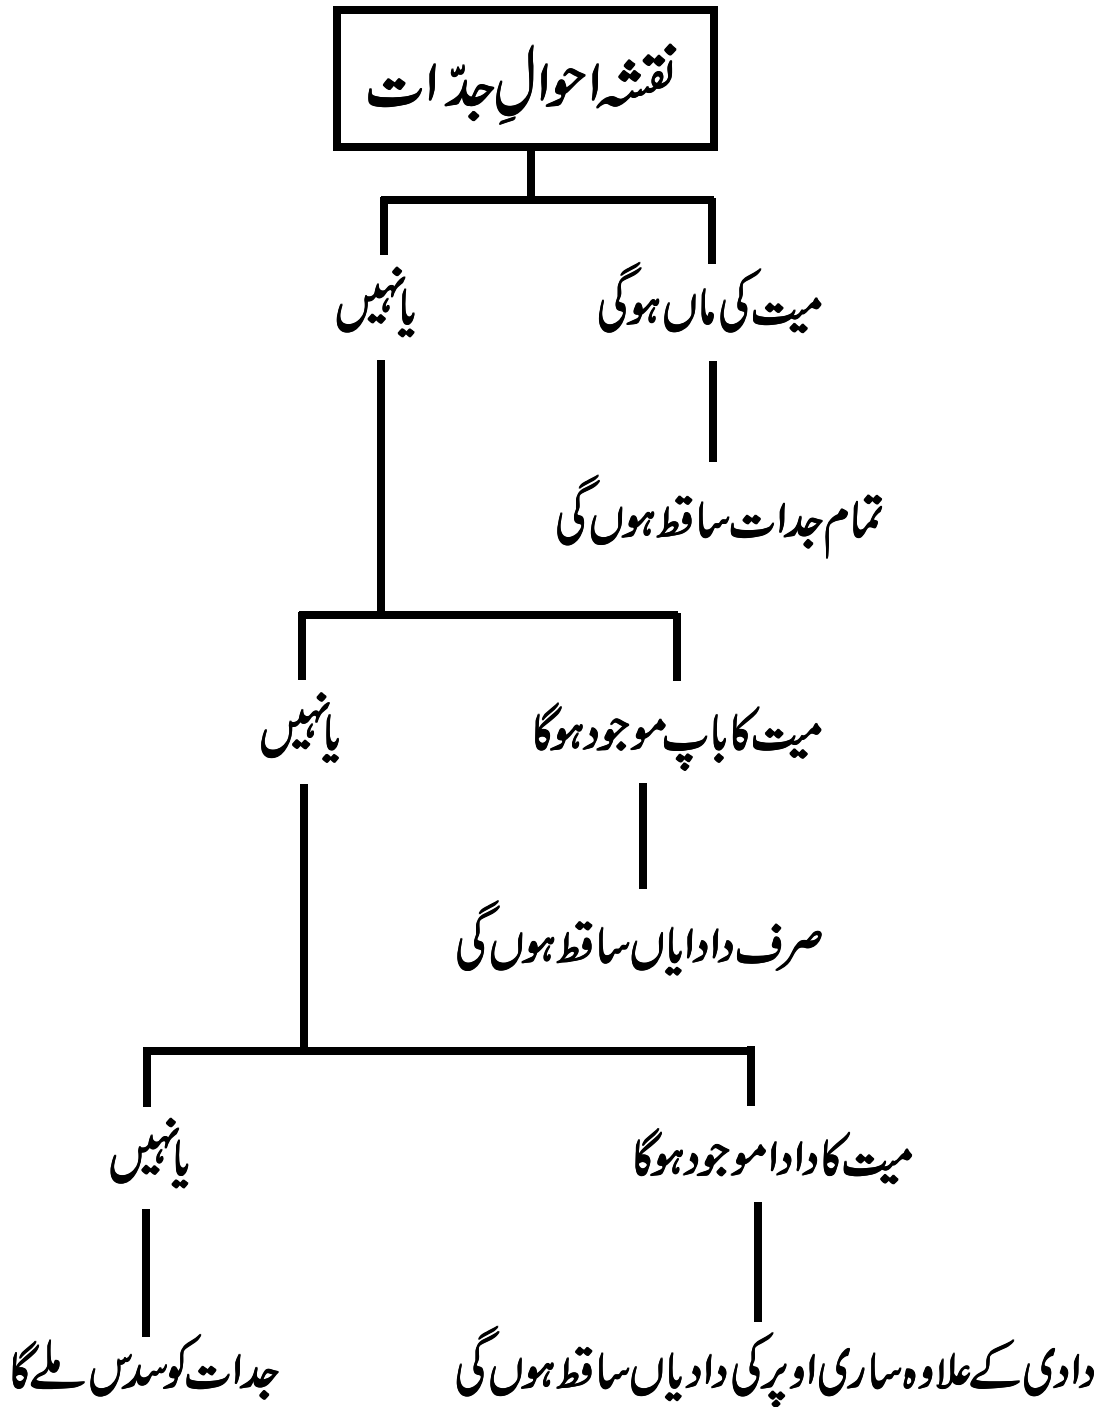 نقشہ احوالِ جدّات
میت کی ماں ہوگی
یا نہیں
تمام جدات ساقط ہوں گی
میت کا باپ موجود ہوگا
یا نہیں
صرف دادایاں ساقط ہوں گی
میت کا دادا موجود ہوگا
یا نہیں
دادی کے علاوہ ساری اوپر کی دادیاں ساقط ہوں گی
جدات کو سدس ملے گا